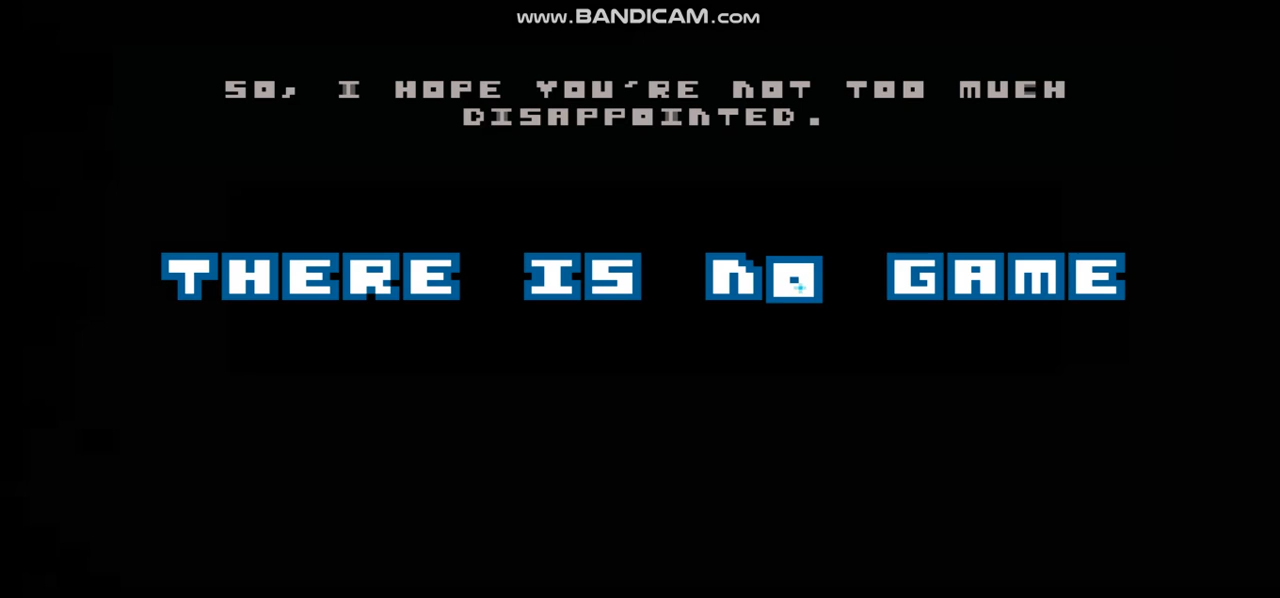 www.BANDICAM.com
SO, I HOPE YOU'RE NOT TOO MUCH
DISAPPOINTED.
THERE IS NO GAME